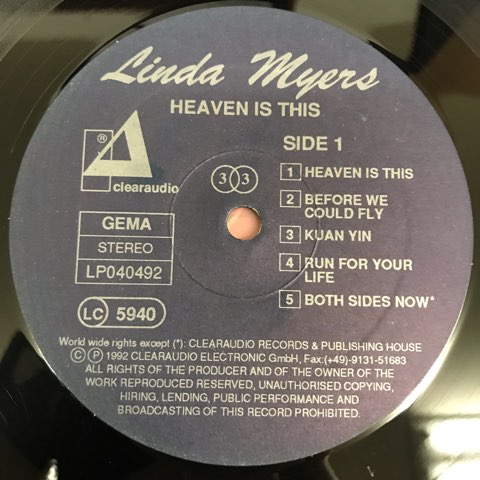 Linda Myers
HEAVEN IS THIS
SIDE 1
®
clearaudio
1 HEAVEN IS THIS
2 BEFORE WE
COULD FLY
3 KUAN YIN
4 RUN FOR YOUR
LIFE
5 BOTH SIDES NOW*
33
GEMA
STEREO
LP040492
LC 5940
World wide rights except (*): CLEARAUDIO RECORDS & PUBLISHING HOUSE
©℗ 1992 CLEARAUDIO ELECTRONIC GmbH, Fax:(+49)-9131-51683
ALL RIGHTS OF THE PRODUCER AND OF THE OWNER OF THE
WORK REPRODUCED RESERVED, UNAUTHORISED COPYING,
HIRING, LENDING, PUBLIC PERFORMANCE AND
BROADCASTING OF THIS RECORD PROHIBITED.